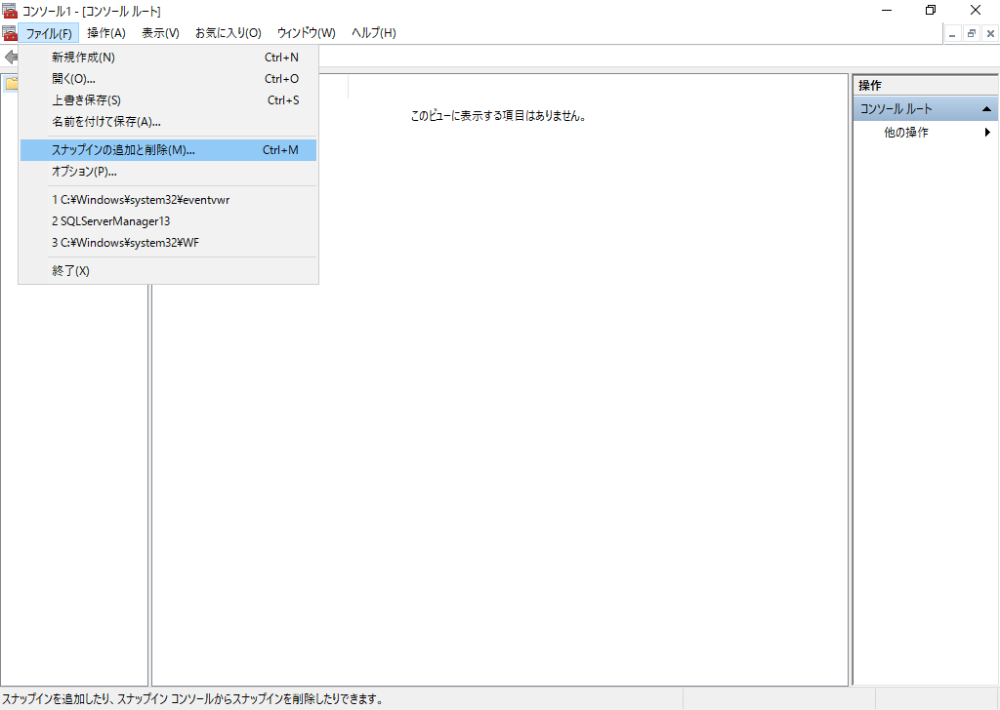 コンソール1 - [コンソール ルート]
ファイル(F) 操作(A) 表示(V) お気に入り(O) ウィンドウ(W) ヘルプ(H)
新規作成(N) Ctrl+N
開く(O)... Ctrl+O
上書き保存(S) Ctrl+S
名前を付けて保存(A)...
スナップインの追加と削除(M)... Ctrl+M
オプション(P)...
1 C:¥Windows¥system32¥eventvwr
2 SQLServerManager13
3 C:¥Windows¥system32¥WF
終了(X)
このビューに表示する項目はありません。
操作
コンソール ルート
他の操作
スナップインを追加したり、スナップイン コンソールからスナップインを削除したりできます。